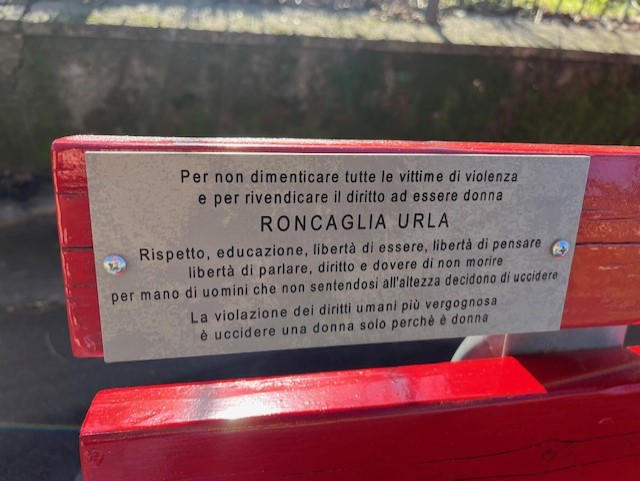 Per non dimenticare tutte le vittime di violenza
e per rivendicare il diritto ad essere donna
RONCAGLIA URLA
Rispetto, educazione, libertà di essere, libertà di pensare
libertà di parlare, diritto e dovere di non morire
per mano di uomini che non sentendosi all'altezza decidono di uccidere
La violazione dei diritti umani più vergognosa
è uccidere una donna solo perchè è donna